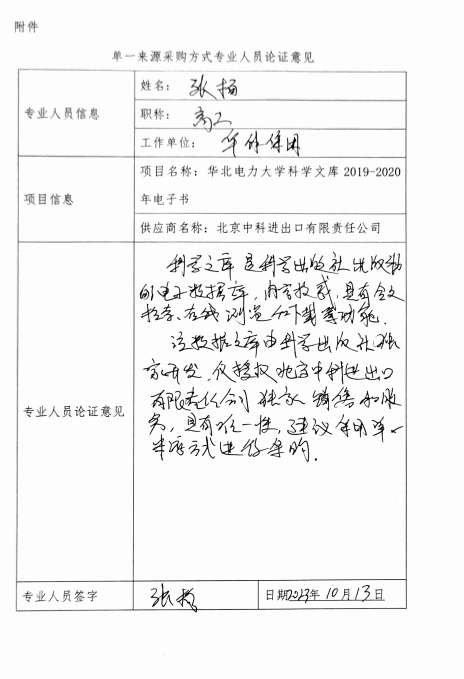 附件
单一来源采购方式专业人员论证意见
专业人员信息
姓名：张扬
职称：高工
工作单位：
项目信息
项目名称：华北电力大学科学文库 2019-2020
年电子书
供应商名称：北京中科进出口有限责任公司
专业人员论证意见
科学文库是科学出版社出版的
的电子数据库，内容权威，具有全文
检索、在线浏览和下载等功能。
该数据库由科学出版社独
家开发，仅授权北京中科进出口
有限责任公司独家销售和服
务，具有唯一性，建议采用单一
来源方式进行采购.
专业人员签字
张扬
日期2023年10月13日